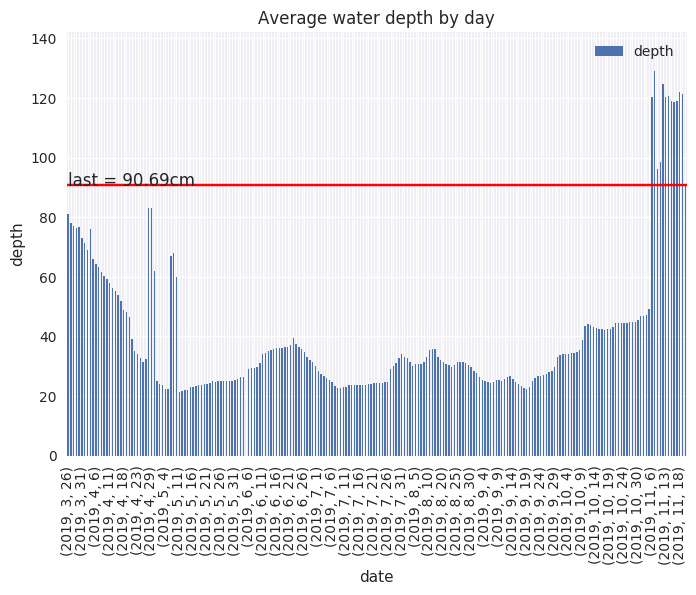 Average water depth by day
depth
140
120
100
80
60
40
20
0
depth
last = 90.69cm
(2019, 3, 26)
(2019, 3, 31)
(2019, 4, 6)
(2019, 4, 11)
(2019, 4, 18)
(2019, 4, 23)
(2019, 4, 29)
(2019, 5, 4)
(2019, 5, 11)
(2019, 5, 16)
(2019, 5, 21)
(2019, 5, 26)
(2019, 5, 31)
(2019, 6, 6)
(2019, 6, 11)
(2019, 6, 16)
(2019, 6, 21)
(2019, 6, 26)
(2019, 7, 1)
(2019, 7, 6)
(2019, 7, 11)
(2019, 7, 16)
(2019, 7, 21)
(2019, 7, 26)
(2019, 7, 31)
(2019, 8, 5)
(2019, 8, 10)
(2019, 8, 20)
(2019, 8, 25)
(2019, 8, 30)
(2019, 9, 4)
(2019, 9, 9)
(2019, 9, 14)
(2019, 9, 19)
(2019, 9, 24)
(2019, 9, 29)
(2019, 10, 4)
(2019, 10, 9)
(2019, 10, 14)
(2019, 10, 19)
(2019, 10, 24)
(2019, 10, 30)
(2019, 11, 6)
(2019, 11, 13)
(2019, 11, 18)
date